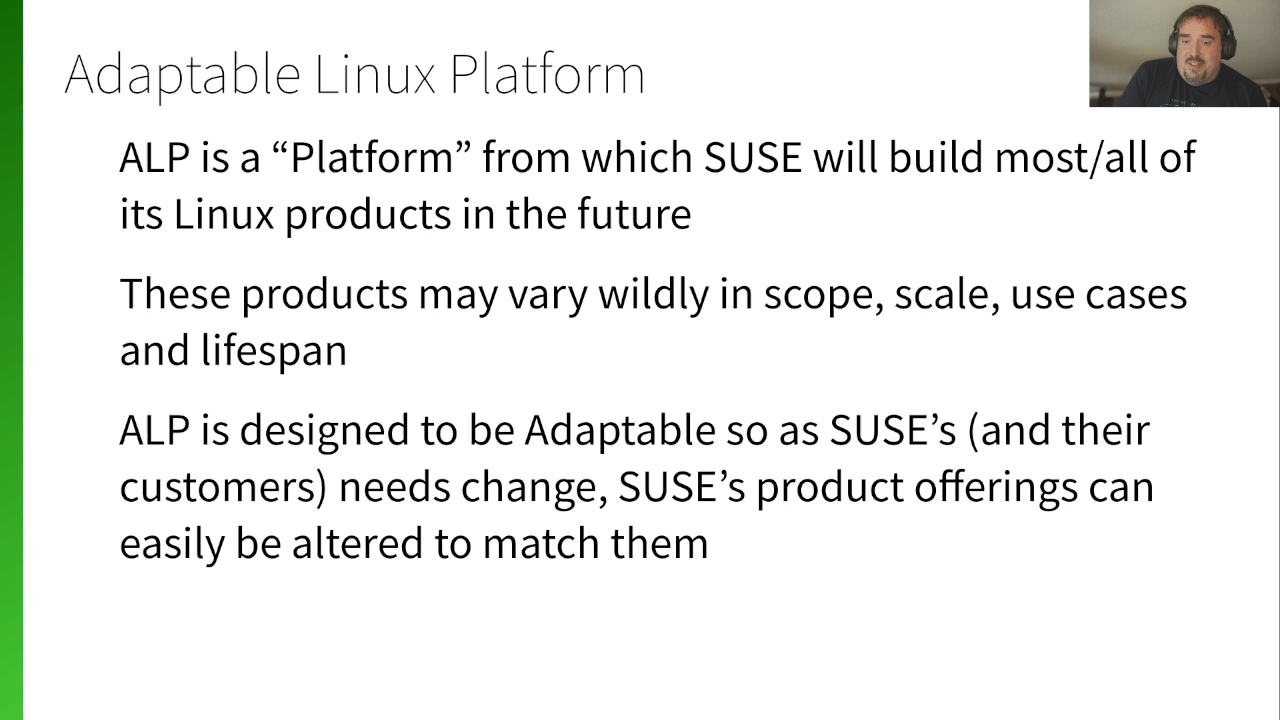 Adaptable Linux Platform
ALP is a “Platform” from which SUSE will build most/all of
its Linux products in the future
These products may vary wildly in scope, scale, use cases
and lifespan
ALP is designed to be Adaptable so as SUSE’s (and their
customers) needs change, SUSE’s product offerings can
easily be altered to match them